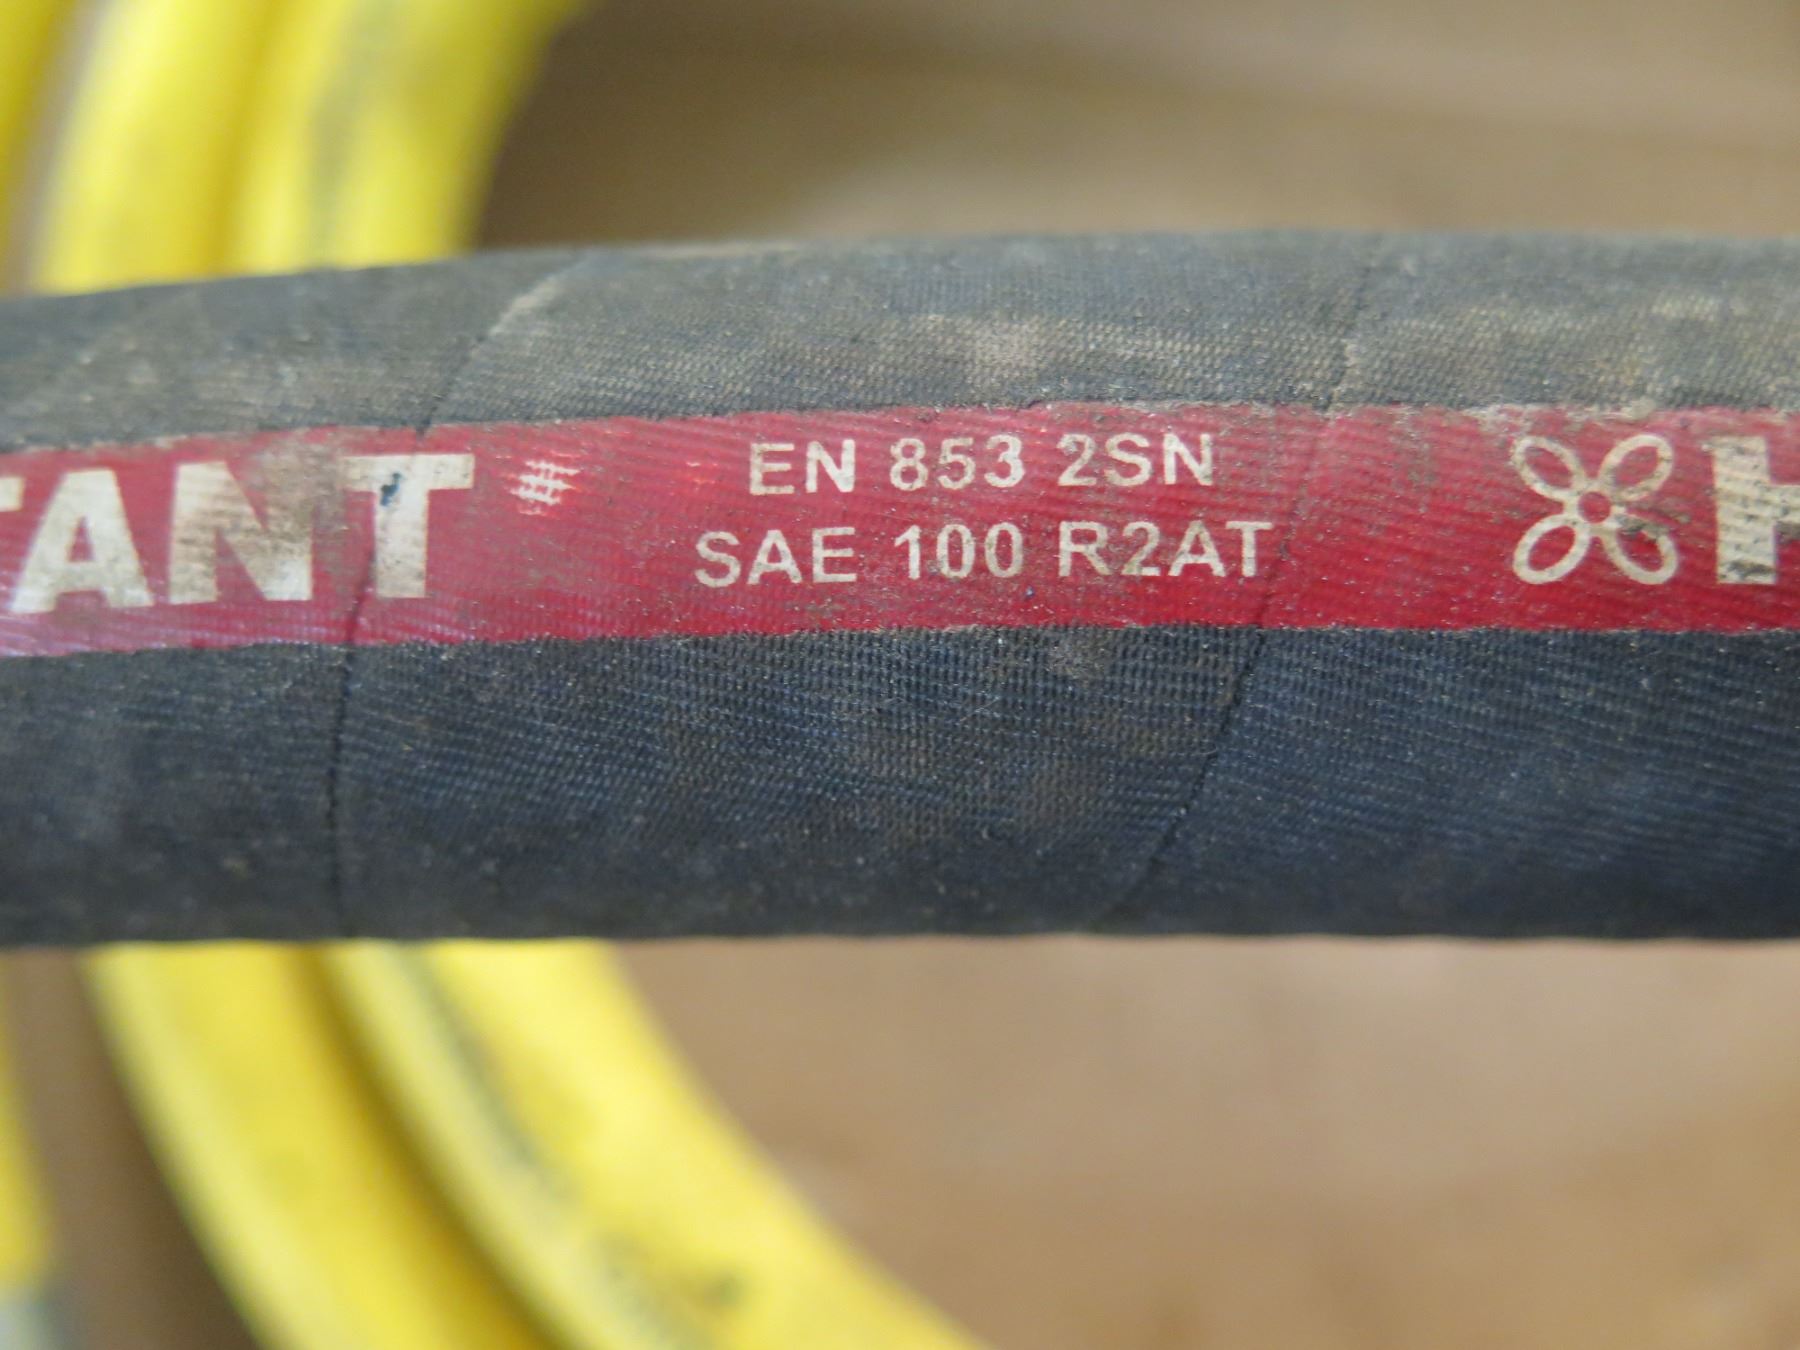 TANT
EN 853 2SN
SAE 100 R2AT
H